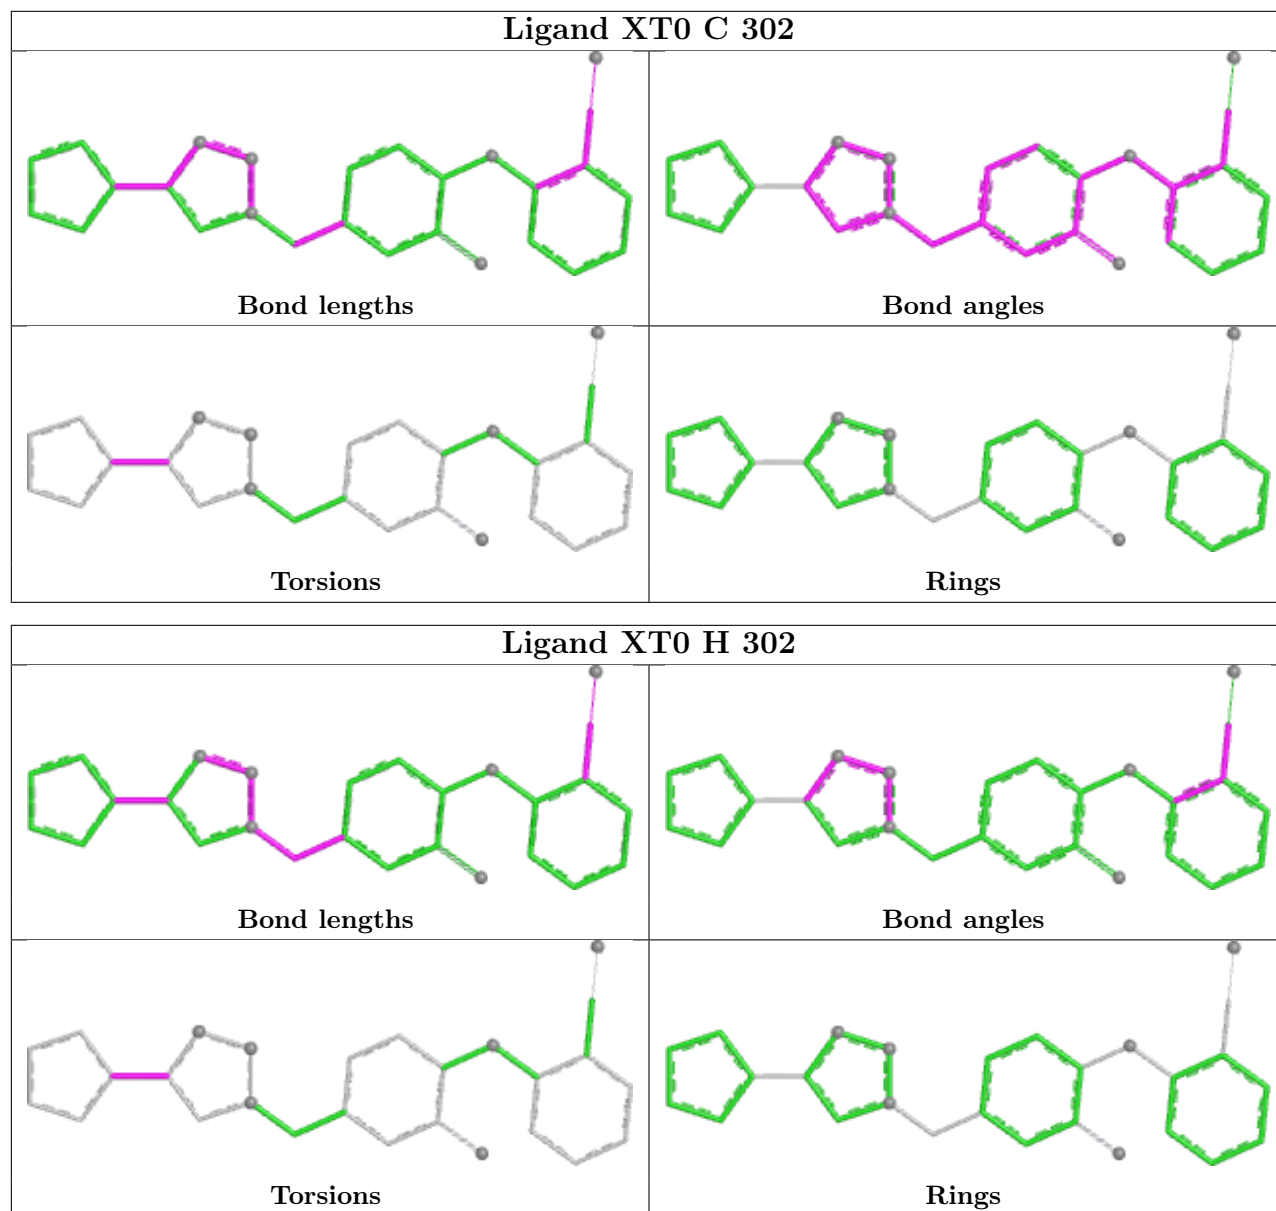 Ligand XT0 C 302
Bond lengths
Bond angles
Torsions
Rings
Ligand XT0 H 302
Bond lengths
Bond angles
Torsions
Rings